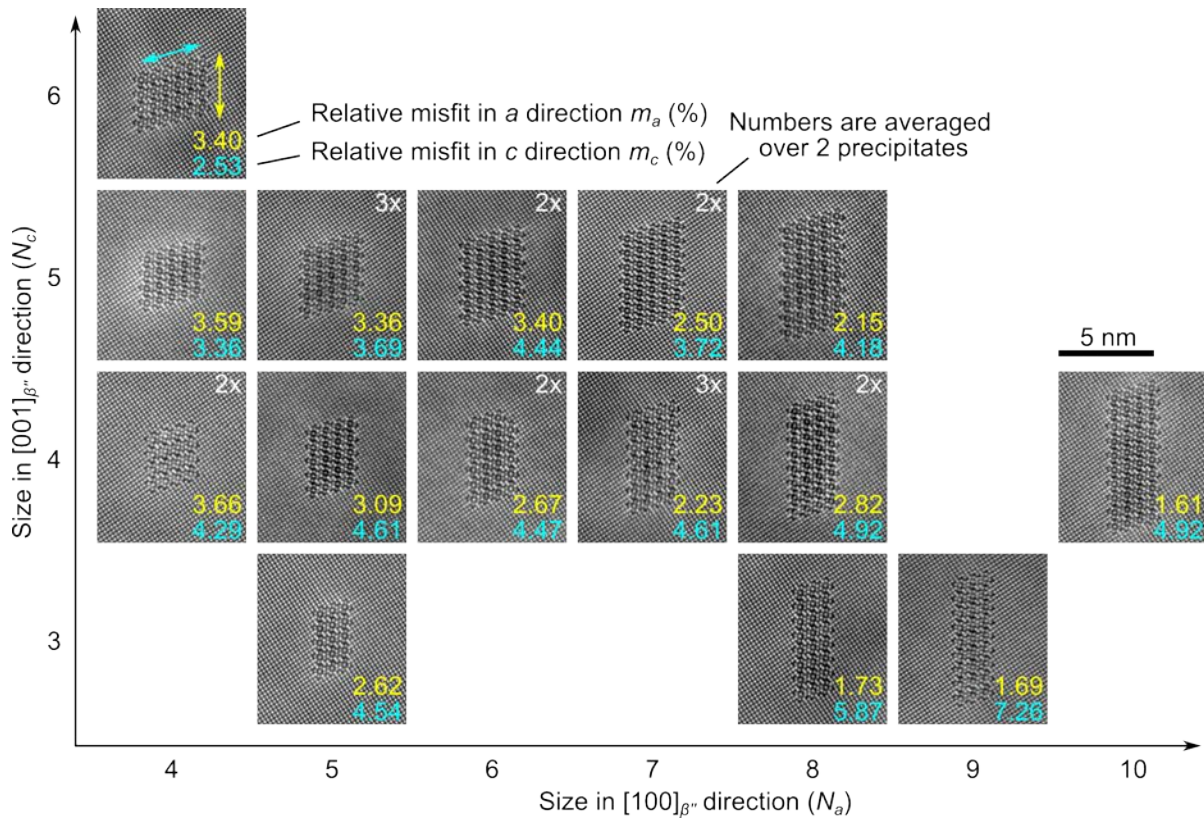 6
3.40
2.53
Relative misfit in a direction mₐ (%)
Relative misfit in c direction m_c (%)
Numbers are averaged
over 2 precipitates
Size in [001]β" direction (N_c)
5
3.59
3.36
3x
3.36
3.69
2x
3.40
4.44
2x
2.50
3.72
2.15
4.18
5 nm
4
2x
3.66
4.29
3.09
4.61
2x
2.67
4.47
3x
2.23
4.61
2x
2.82
4.92
1.61
4.92
3
2.62
4.54
1.73
5.87
1.69
7.26
4 5 6 7 8 9 10
Size in [100]β" direction (Nₐ)